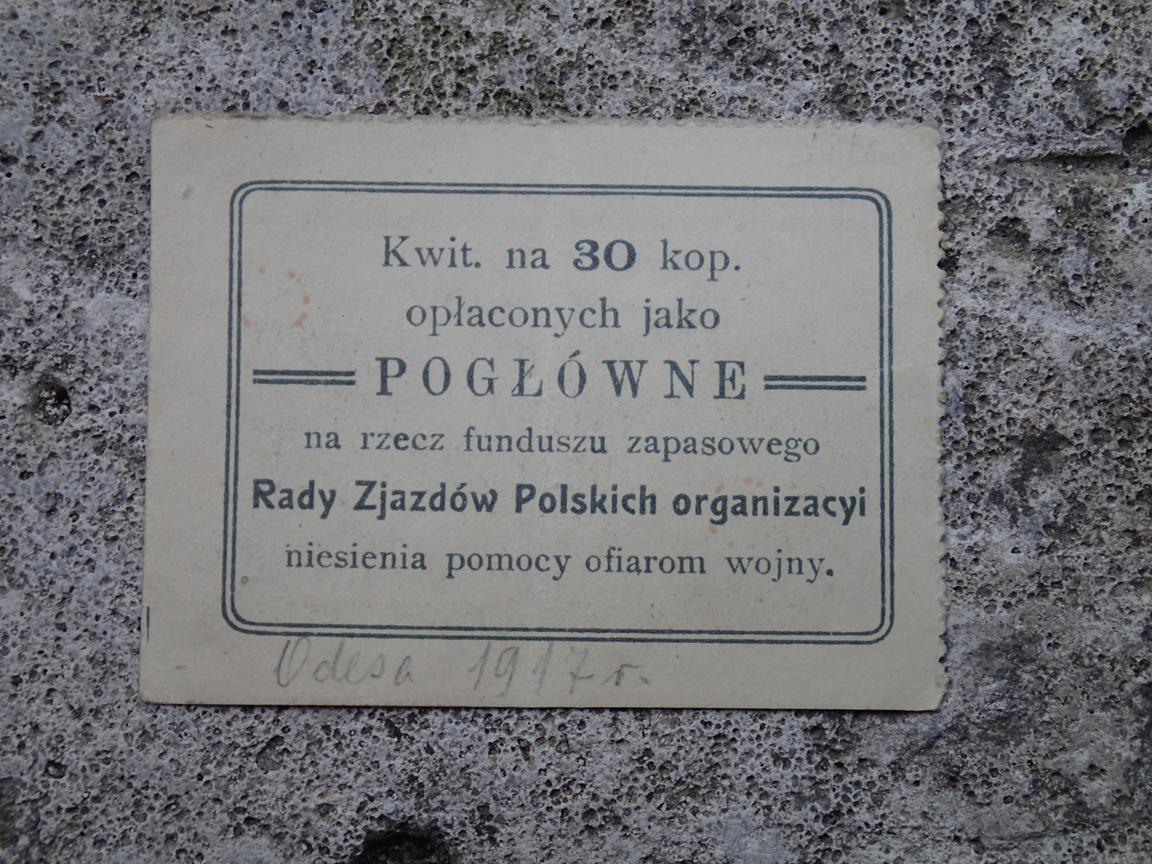 Kwit. na 30 kop.
opłaconych jako
POGŁÓWNE
na rzecz funduszu zapasowego
Rady Zjazdów Polskich organizacyi
niesienia pomocy ofiarom wojny.
Odesa 1917 r.